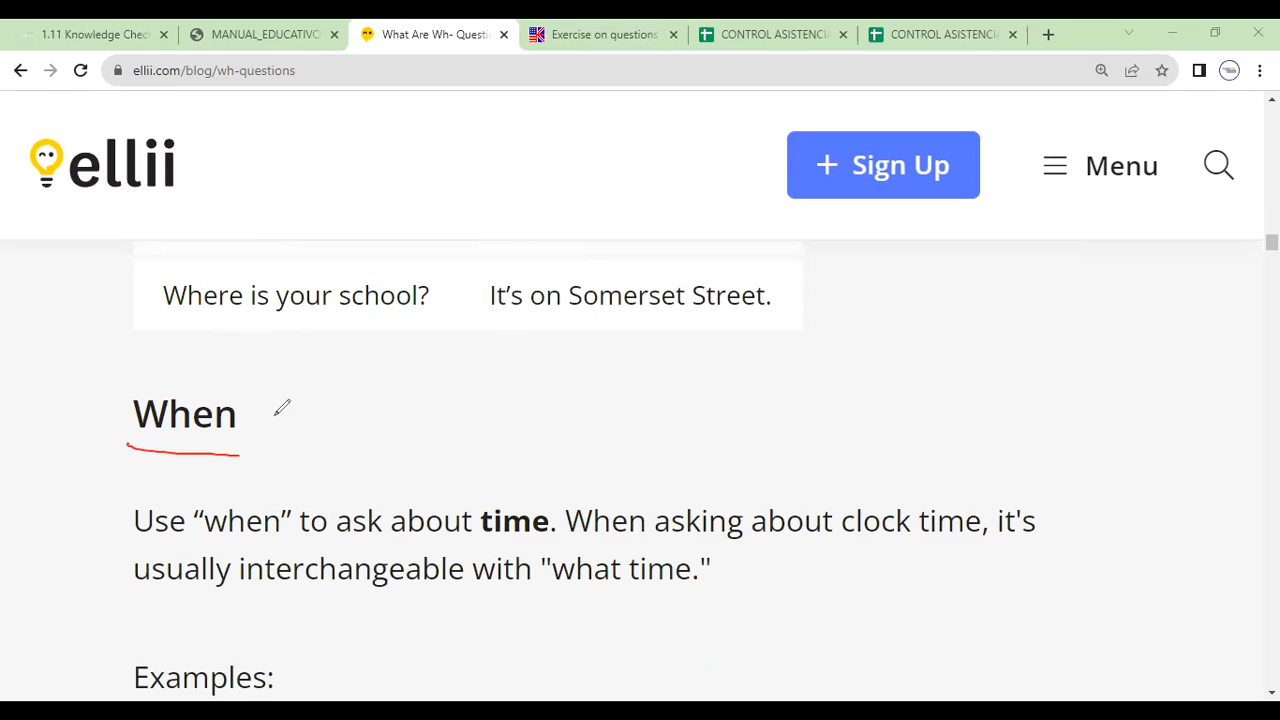 1.11 Knowledge Chec
MANUAL_EDUCATIVO
What Are Wh- Questi
Exercise on questions
CONTROL ASISTENCIA
CONTROL ASISTENCIA
ellii.com/blog/wh-questions
ellii
+ Sign Up
Menu
Where is your school? It’s on Somerset Street.
When
Use “when” to ask about time. When asking about clock time, it's
usually interchangeable with "what time."
Examples: